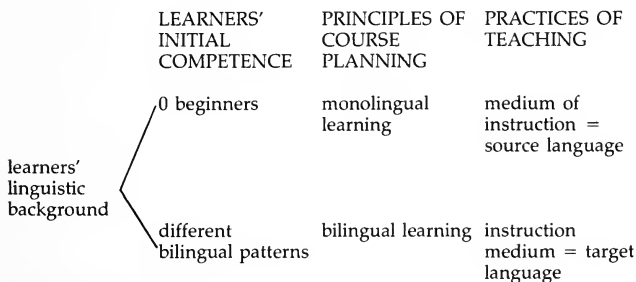 LEARNERS' PRINCIPLES OF PRACTICES OF
INITIAL COURSE TEACHING
COMPETENCE PLANNING
0 beginners monolingual medium of
learning instruction =
source language
learners'
linguistic
background
different bilingual learning instruction
bilingual patterns medium = target
language